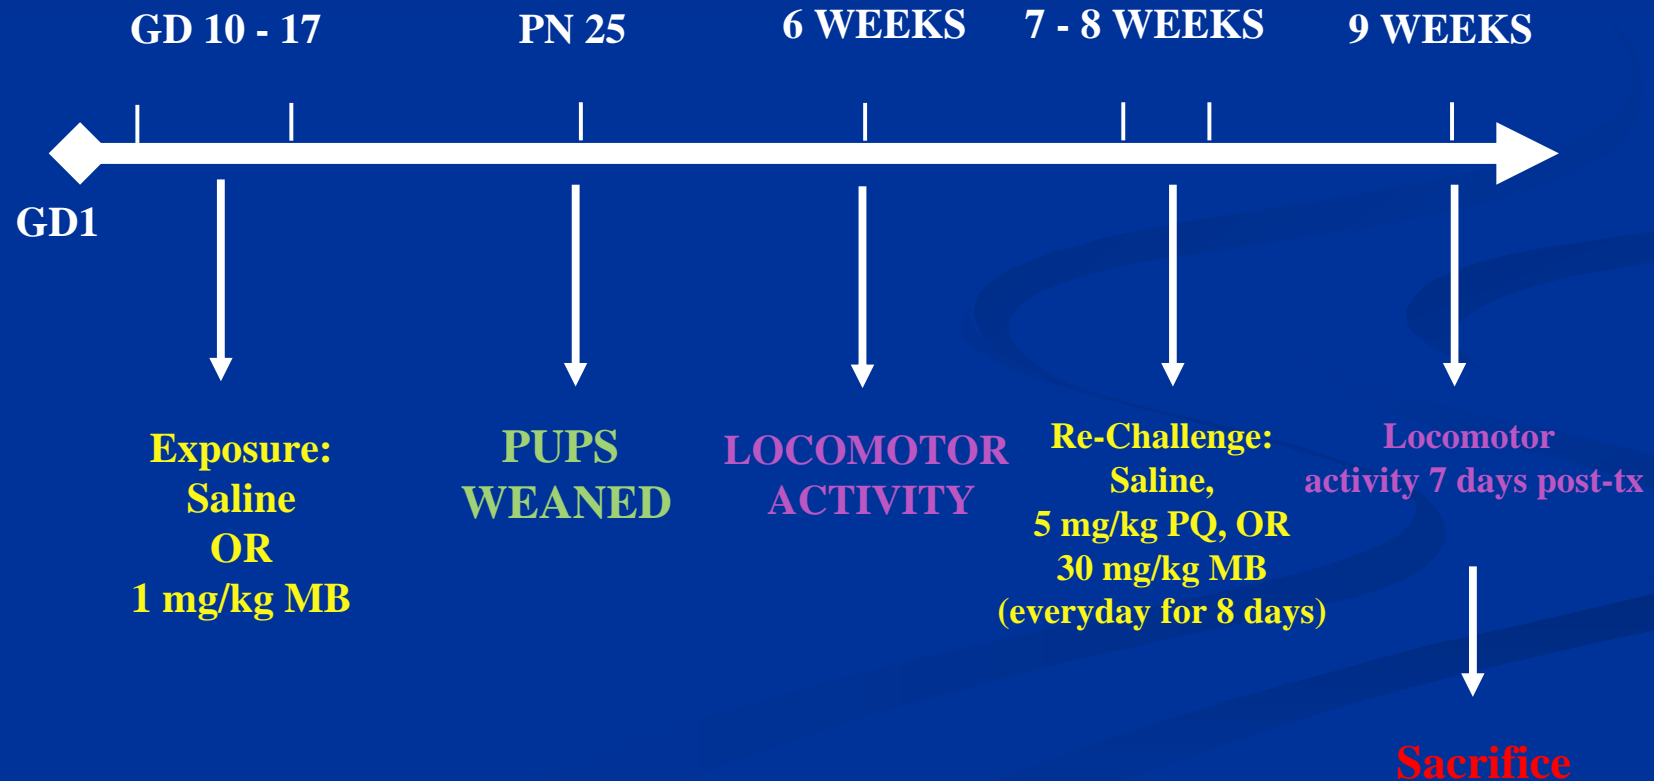 GD 10 - 17
PN 25
6 WEEKS
7 - 8 WEEKS
9 WEEKS
GD1
Exposure:
Saline
OR
1 mg/kg MB
PUPS
WEANED
LOCOMOTOR
ACTIVITY
Re-Challenge:
Saline,
5 mg/kg PQ, OR
30 mg/kg MB
(everyday for 8 days)
Locomotor
activity 7 days post-tx
Sacrifice